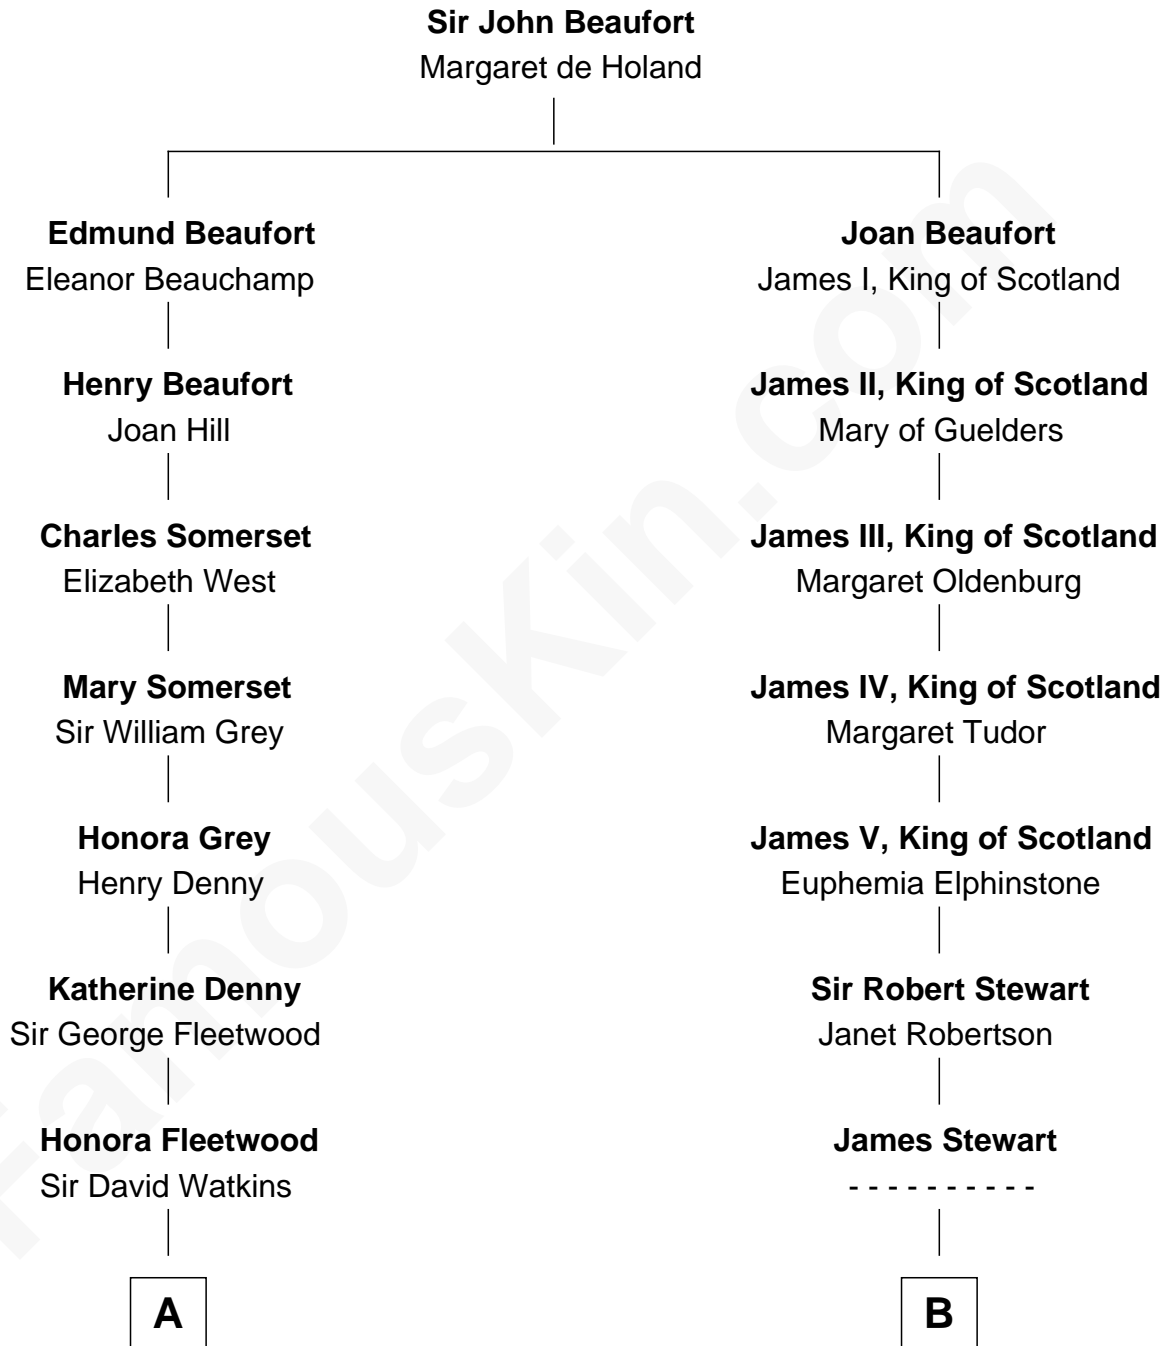 Sir John Beaufort
Margaret de Holand
Edmund Beaufort
Eleanor Beauchamp
Joan Beaufort
James I, King of Scotland
Henry Beaufort
Joan Hill
James II, King of Scotland
Mary of Guelders
Charles Somerset
Elizabeth West
James III, King of Scotland
Margaret Oldenburg
Mary Somerset
Sir William Grey
James IV, King of Scotland
Margaret Tudor
Honora Grey
Henry Denny
James V, King of Scotland
Euphemia Elphinstone
Katherine Denny
Sir George Fleetwood
Sir Robert Stewart
Janet Robertson
Honora Fleetwood
Sir David Watkins
James Stewart
- - - - - - - - - -
A
B
FamousKin.com